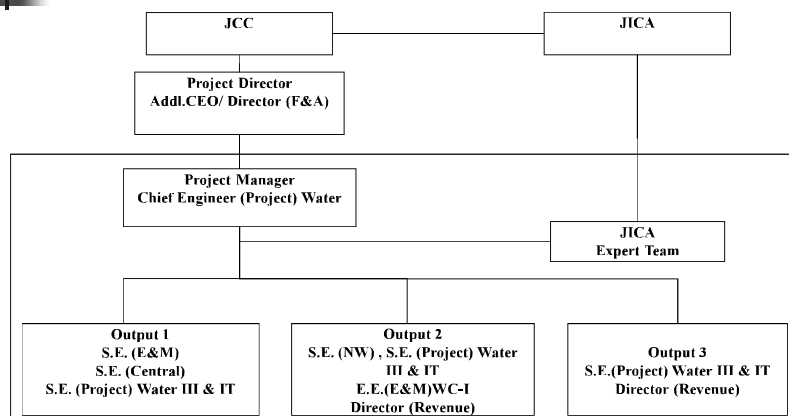 JCC
JICA
Project Director
Addl.CEO/ Director (F&A)
Project Manager
Chief Engineer (Project) Water
JICA
Expert Team
Output 1
S.E. (E&M)
S.E. (Central)
S.E. (Project) Water III & IT
Output 2
S.E. (NW) , S.E. (Project) Water
III & IT
E.E.(E&M)WC-I
Director (Revenue)
Output 3
S.E.(Project) Water III & IT
Director (Revenue)